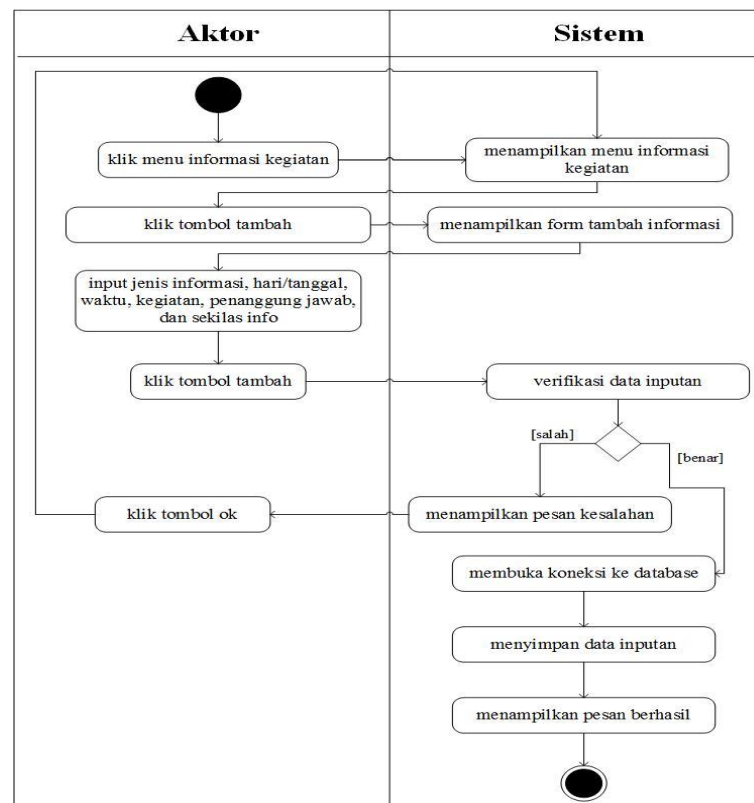 Aktor
Sistem
klik menu informasi kegiatan
menampilkan menu informasi
kegiatan
klik tombol tambah
menampilkan form tambah informasi
input jenis informasi, hari/tanggal,
waktu, kegiatan, penanggung jawab,
dan sekilas info
klik tombol tambah
verifikasi data inputan
[salah]
[benar]
klik tombol ok
menampilkan pesan kesalahan
membuka koneksi ke database
menyimpan data inputan
menampilkan pesan berhasil